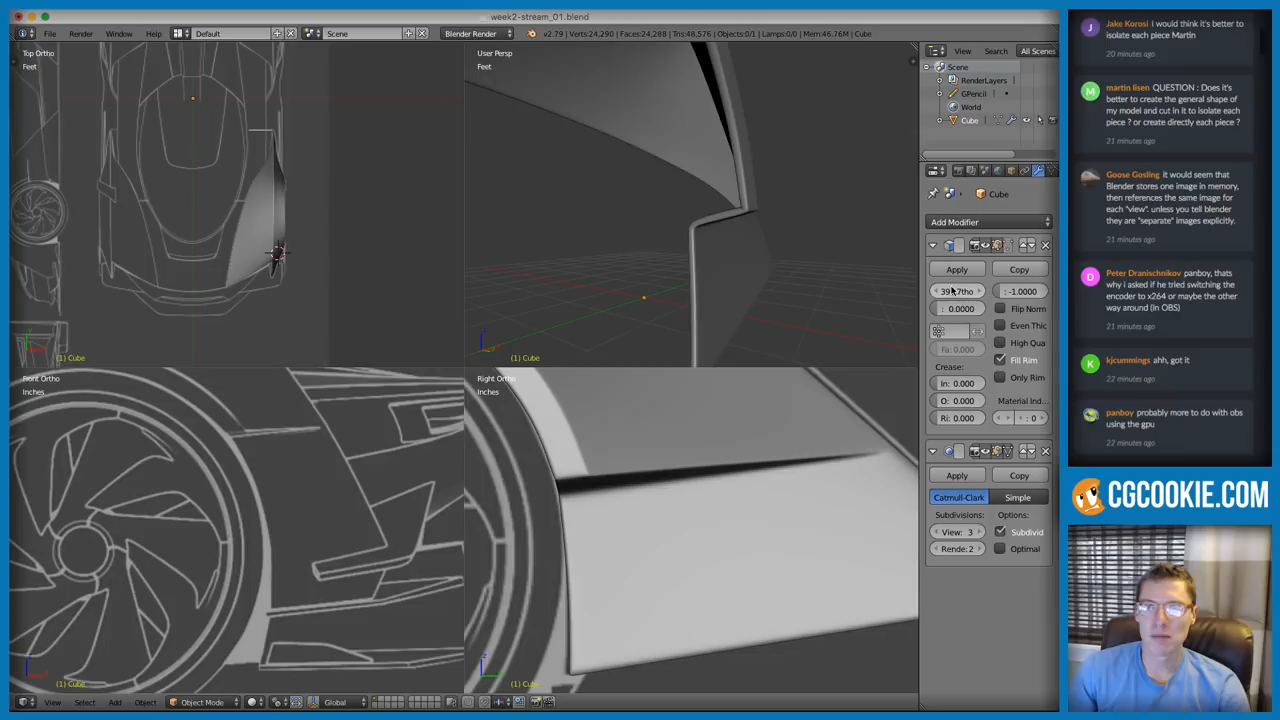 week2-stream_01.blend
File Render Window Help Default Scene Blender Render v2.79 | Verts:24,290 | Faces:24,288 | Tris:48,576 | Objects:0/1 | Lamps:0/0 | Mem:46.76M | Cube
Top Ortho
Feet
(1) Cube
User Persp
Feet
(1) Cube
Front Ortho
Inches
(1) Cube
Right Ortho
Inches
(1) Cube
View Select Add Object Object Mode Global
View Search All Scenes
Scene
RenderLayers
GPencil
World
Cube
Cube
Add Modifier
Apply Copy
: -1.0000
: 0.0000 Flip Norm
Even Thic
High Qua
Fa: 0.000
Fill Rim
Crease: Only Rim
In: 0.000
O: 0.000 Material Ind...
Ri: 0.000 : 0
Apply Copy
Catmull-Clark Simple
Subdivisions: Options:
View: 3 Subdivid
Rende: 2 Optimal
Jake Korosi i would think it's better to
isolate each piece Martin
20 minutes ago
martin lisen QUESTION : Does it's
better to create the general shape of
my model and cut in it to isolate each
piece ? or create directly each piece ?
21 minutes ago
Goose Gosling it would seem that
Blender stores one image in memory,
then references the same image for
each "view". unless you tell blender
they are "separate" images explicitly.
21 minutes ago
Peter Dranischnikov panboy, thats
why i asked if he tried switching the
encoder to x264 or maybe the other
way around (in OBS)
21 minutes ago
kjcummings ahh, got it
22 minutes ago
panboy probably more to do with obs
using the gpu
22 minutes ago
CGCOOKIE.COM